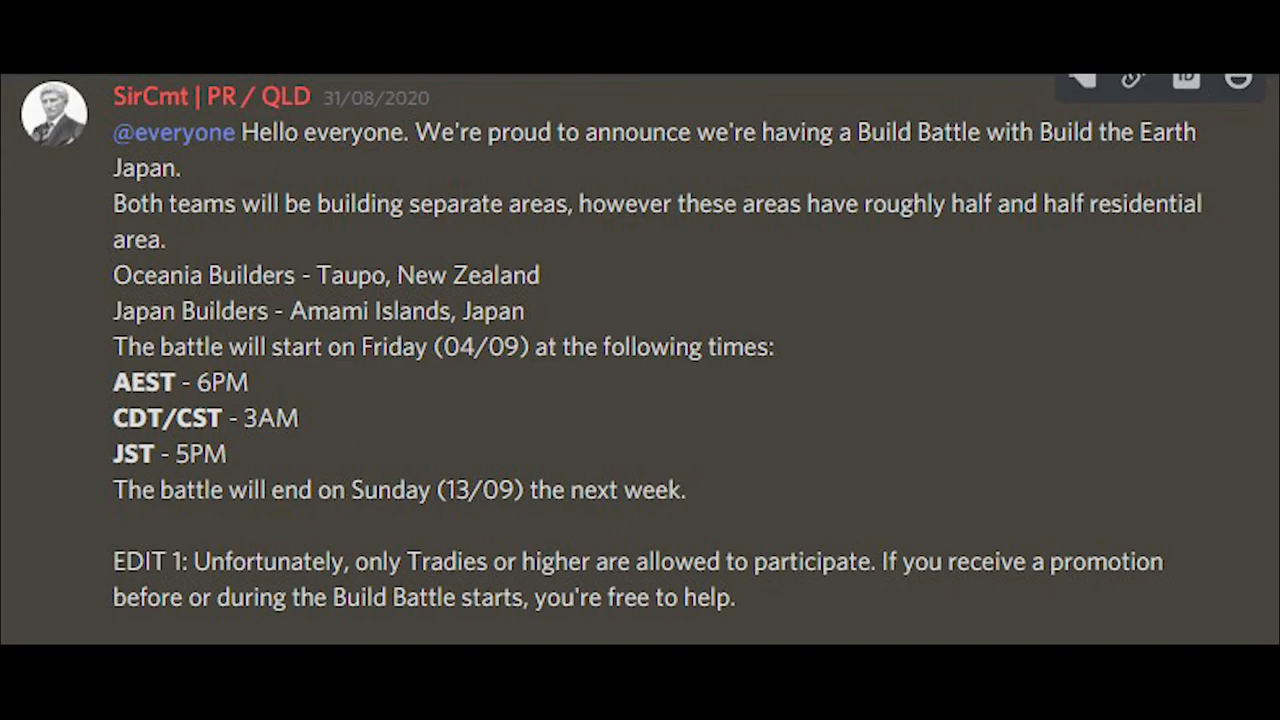 SirCmt | PR / QLD 31/08/2020
@everyone Hello everyone. We're proud to announce we're having a Build Battle with Build the Earth
Japan.
Both teams will be building separate areas, however these areas have roughly half and half residential
area.
Oceania Builders - Taupo, New Zealand
Japan Builders - Amami Islands, Japan
The battle will start on Friday (04/09) at the following times:
AEST - 6PM
CDT/CST - 3AM
JST - 5PM
The battle will end on Sunday (13/09) the next week.
EDIT 1: Unfortunately, only Tradies or higher are allowed to participate. If you receive a promotion
before or during the Build Battle starts, you're free to help.